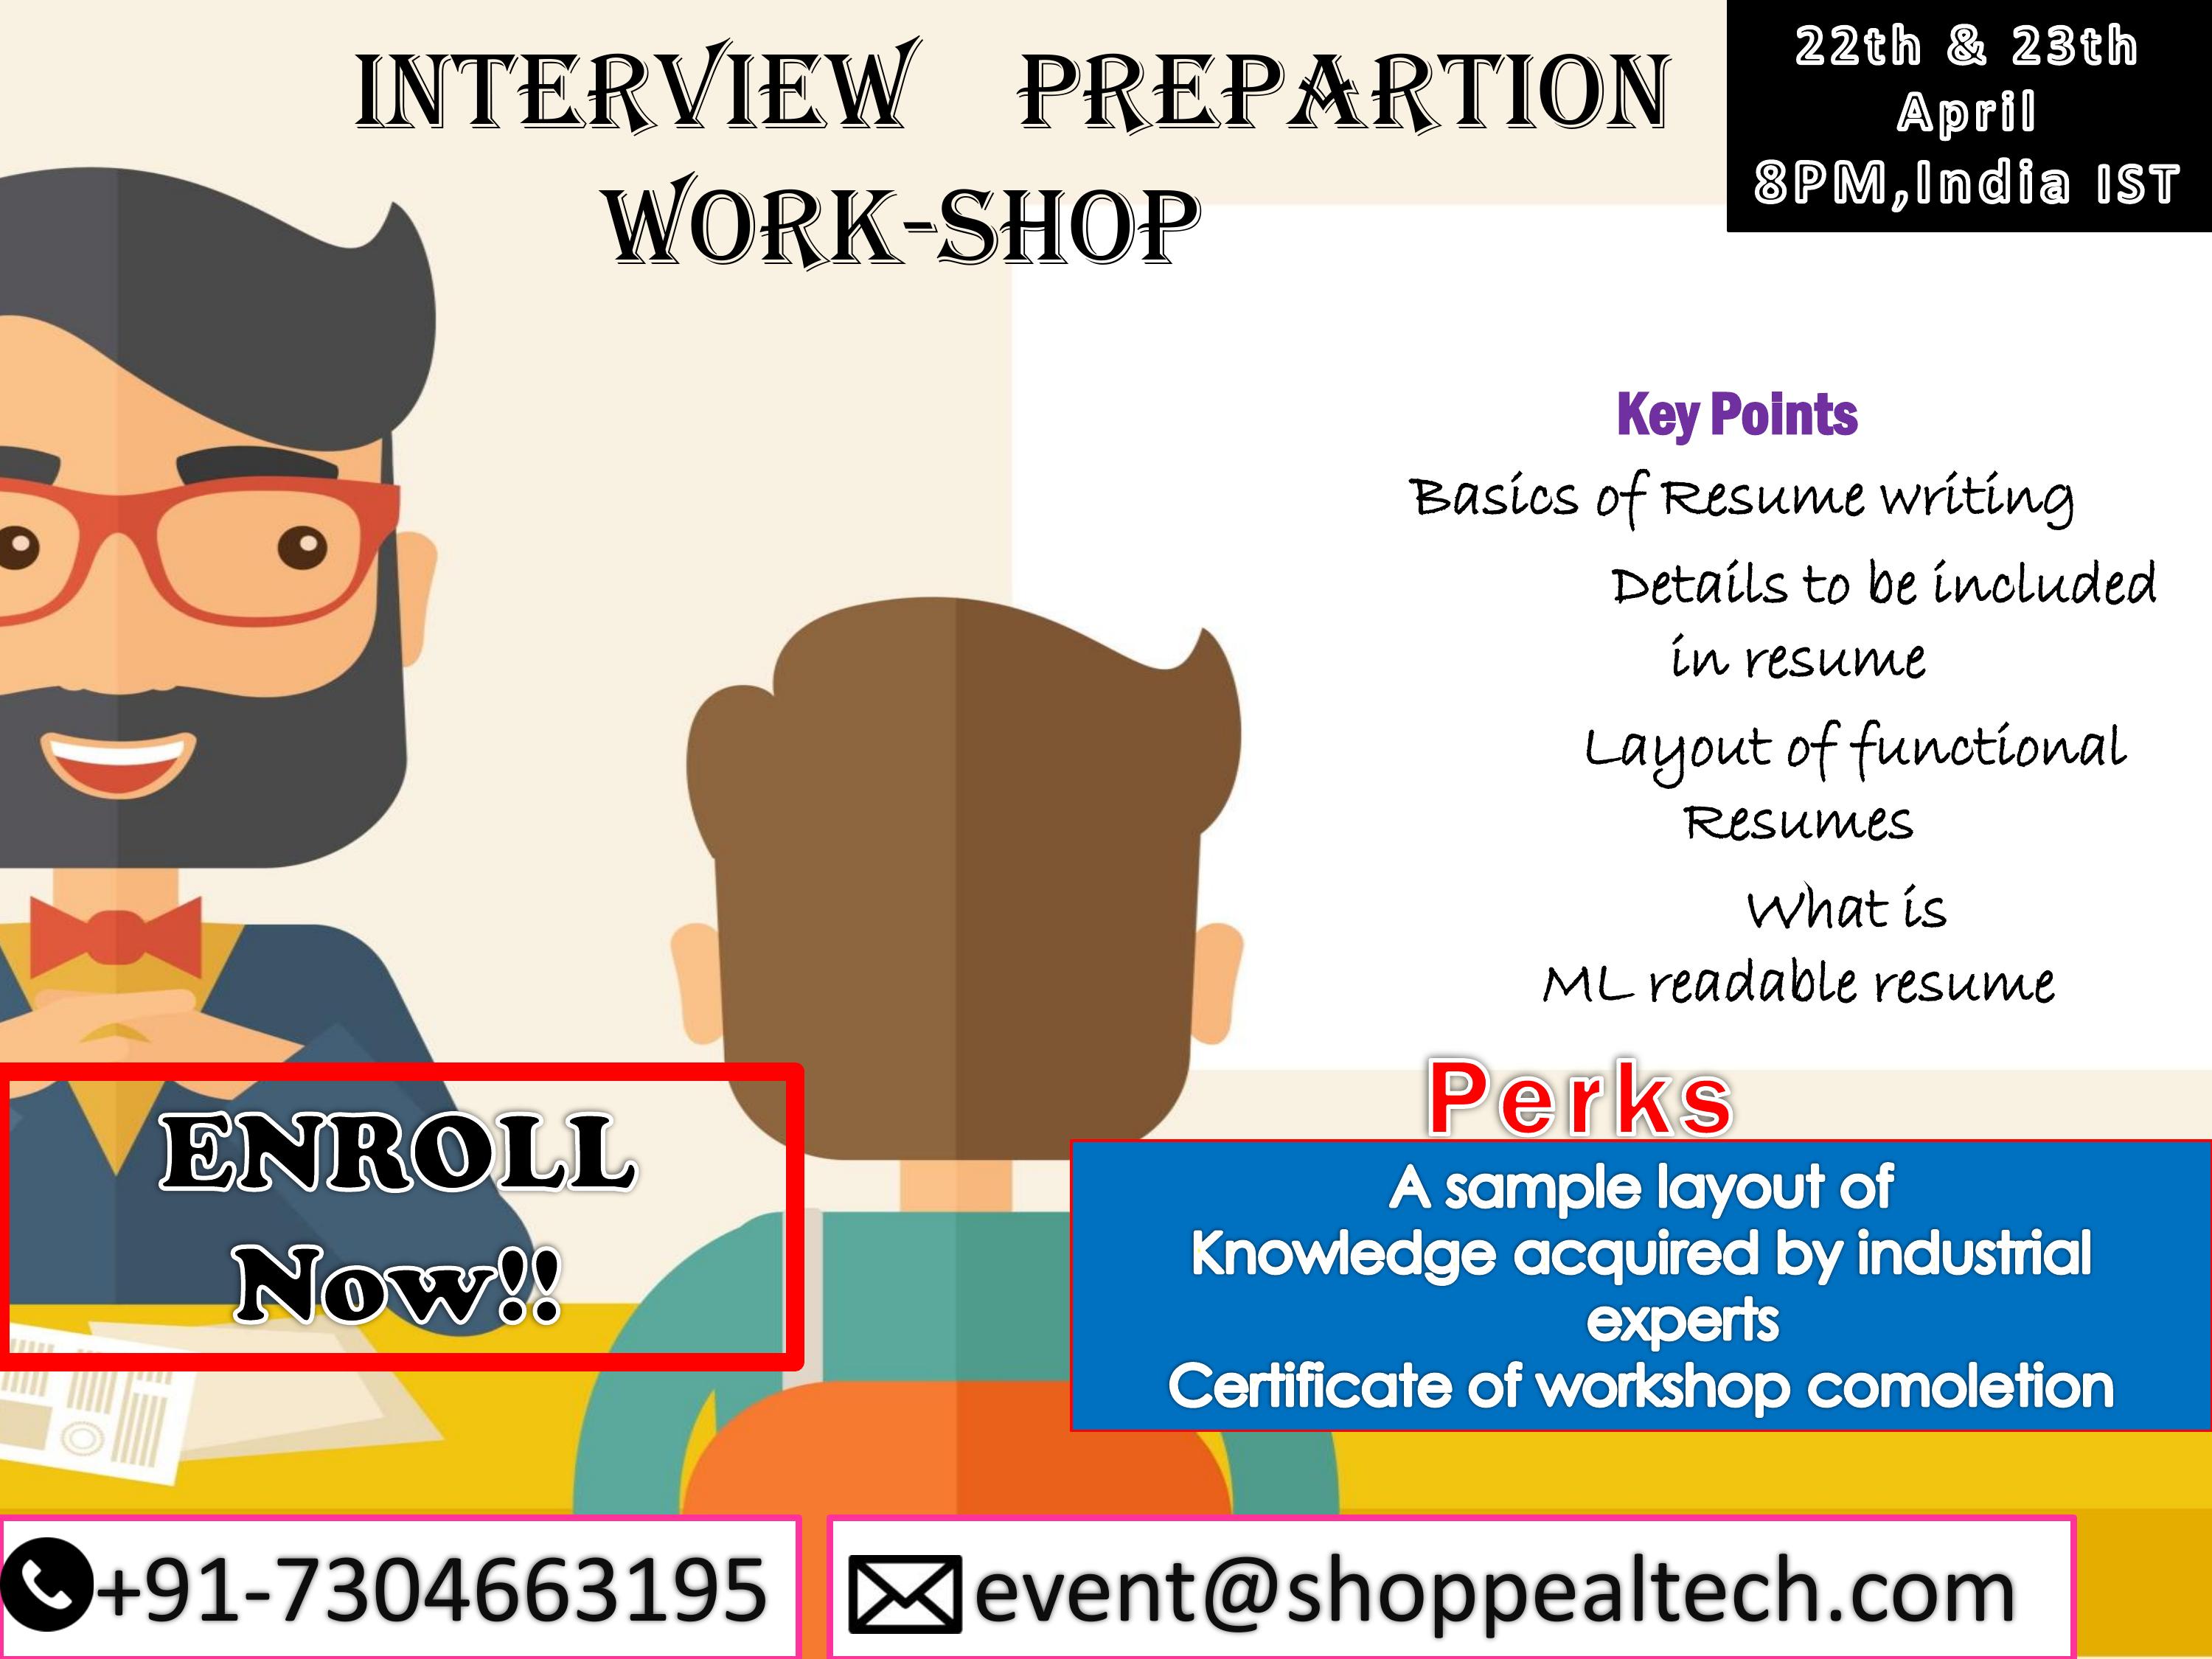 INTERVIEW PREPARTION
WORK-SHOP
22th & 23th
April
8PM,India IST
Key Points
Basics of Resume writing
Details to be included
in resume
Layout of functional
Resumes
What is
ML readable resume
Perks
A sample layout of
Knowledge acquired by industrial
experts
Certificate of workshop comoletion
ENROLL
Now!!
+91-7304663195
event@shoppealtech.com